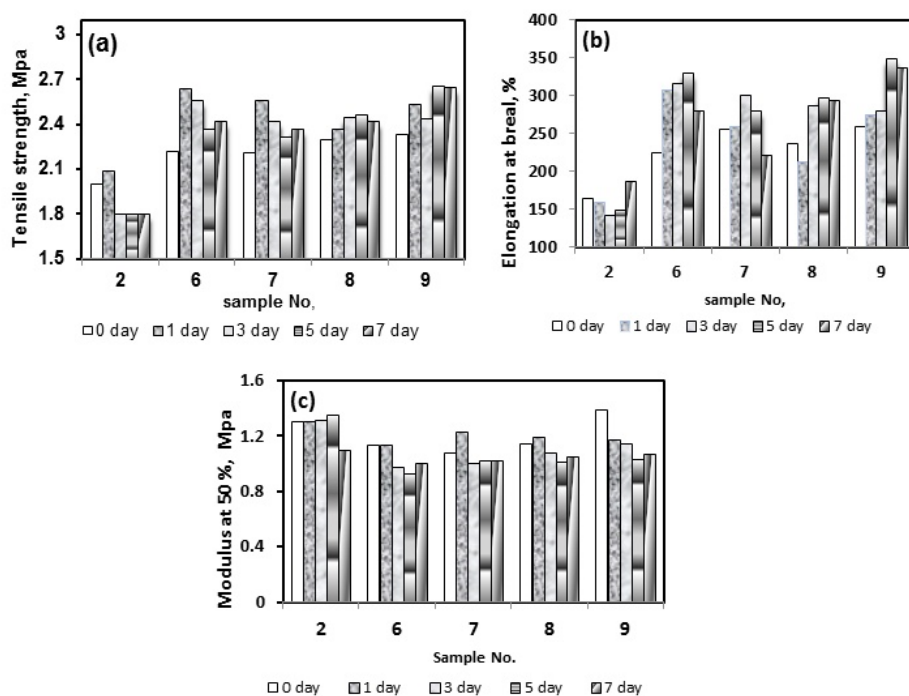 (a)
Tensile strength, Mpa
3
2.7
2.4
2.1
1.8
1.5
2 6 7 8 9
sample No,
0 day 1 day 3 day 5 day 7 day
(b)
Elongation at breal, %
400
350
300
250
200
150
100
2 6 7 8 9
sample No,
0 day 1 day 3 day 5 day 7 day
(c)
Modulus at 50 %, Mpa
1.6
1.2
0.8
0.4
0
2 6 7 8 9
Sample No.
0 day 1 day 3 day 5 day 7 day